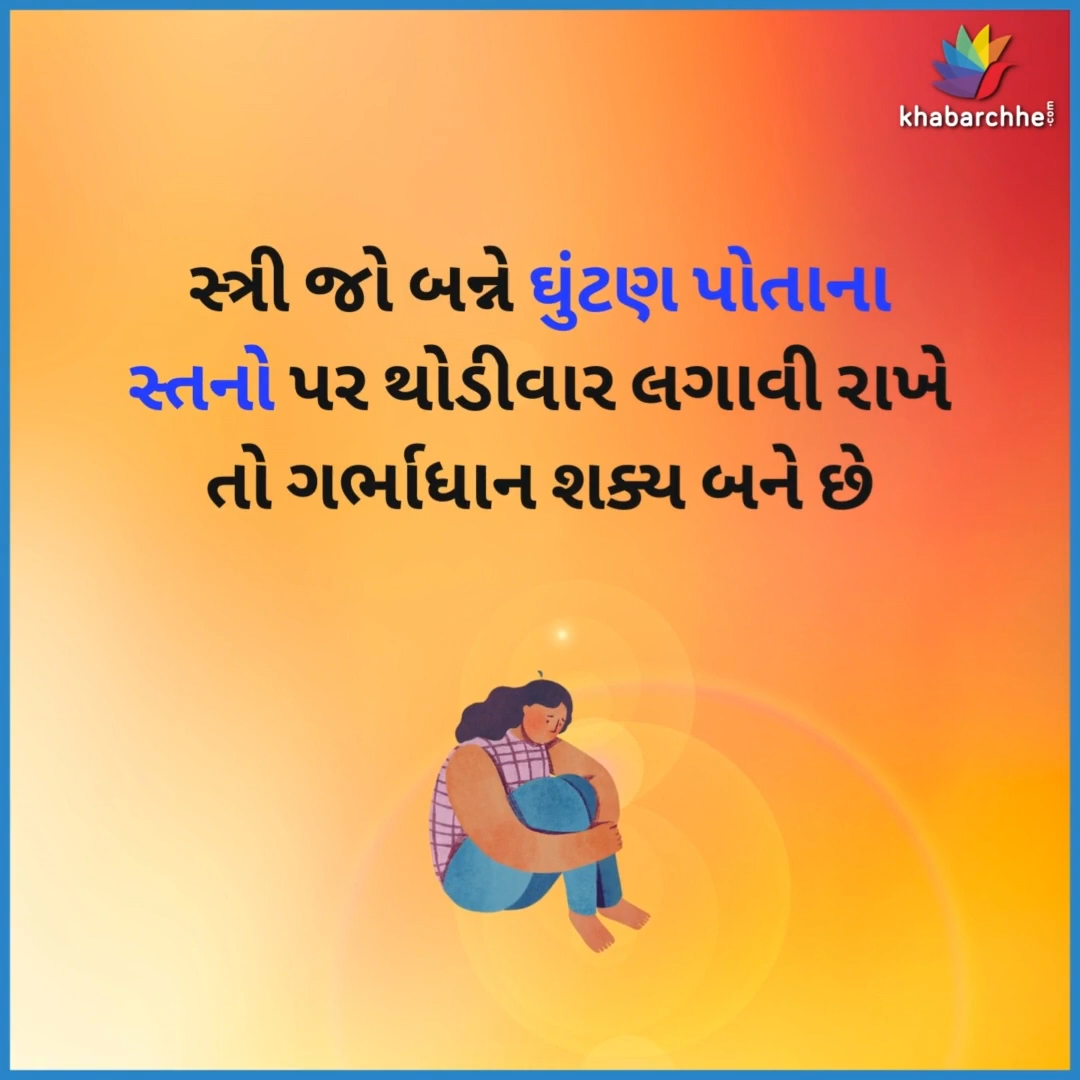 khabarchhe.com
સ્ત્રી જો બન્ને ઘુંટણ પોતાના
સ્તનો પર થોડીવાર લગાવી રાખે
તો ગર્ભાધાન શક્ય બને છે